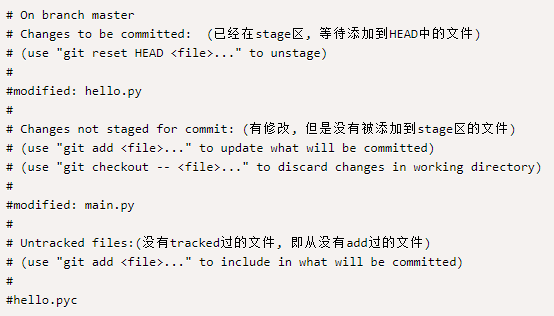 # On branch master
# Changes to be committed:  (已经在stage区, 等待添加到HEAD中的文件)
# (use "git reset HEAD <file>..." to unstage)
#
#modified: hello.py
#
# Changes not staged for commit: (有修改, 但是没有被添加到stage区的文件)
# (use "git add <file>..." to update what will be committed)
# (use "git checkout -- <file>..." to discard changes in working directory)
#
#modified: main.py
#
# Untracked files:(没有tracked过的文件, 即从没有add过的文件)
# (use "git add <file>..." to include in what will be committed)
#
#hello.pyc